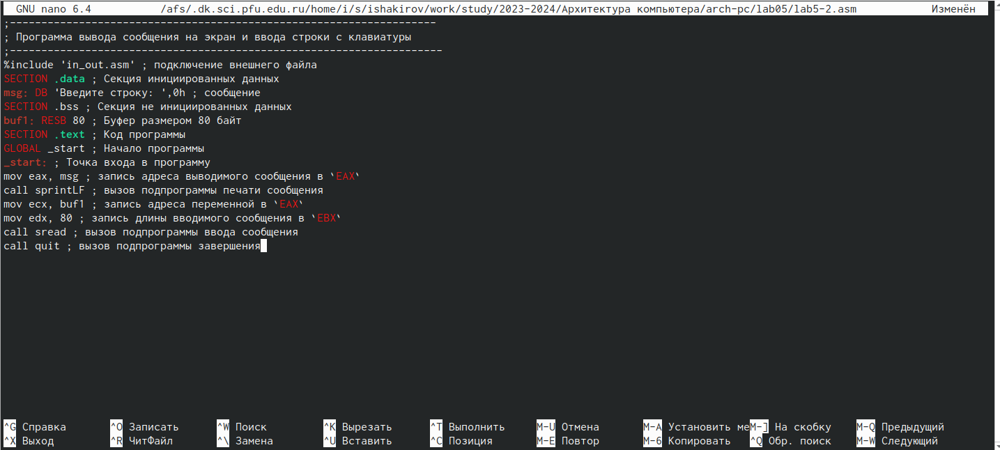 GNU nano 6.4 /afs/.dk.sci.pfu.edu.ru/home/i/s/ishakirov/work/study/2023-2024/Архитектура компьютера/arch-pc/lab05/lab5-2.asm Изменён
;--------------------------------------------------------------------
; Программа вывода сообщения на экран и ввода строки с клавиатуры
;---------------------------------------------------------------------
%include 'in_out.asm' ; подключение внешнего файла
SECTION .data ; Секция инициированных данных
msg: DB 'Введите строку: ',0h ; сообщение
SECTION .bss ; Секция не инициированных данных
buf1: RESB 80 ; Буфер размером 80 байт
SECTION .text ; Код программы
GLOBAL _start ; Начало программы
_start: ; Точка входа в программу
mov eax, msg ; запись адреса выводимого сообщения в `EAX`
call sprintLF ; вызов подпрограммы печати сообщения
mov ecx, buf1 ; запись адреса переменной в `EAX`
mov edx, 80 ; запись длины вводимого сообщения в `EBX`
call sread ; вызов подпрограммы ввода сообщения
call quit ; вызов подпрограммы завершения
^G Справка ^O Записать ^W Поиск ^K Вырезать ^T Выполнить M-U Отмена M-A Установить ме M-] На скобку M-Q Предыдущий
^X Выход ^R ЧитФайл ^\ Замена ^U Вставить ^C Позиция M-E Повтор M-6 Копировать ^Q Обр. поиск M-W Следующий